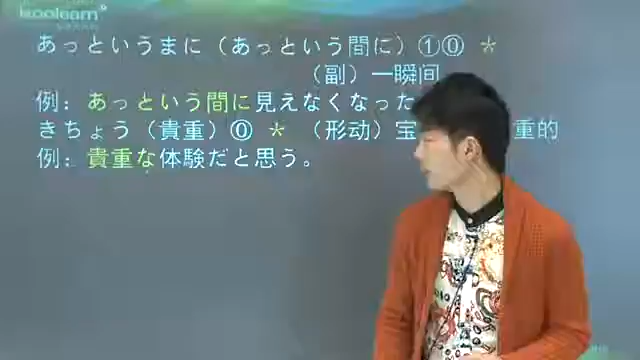 koolearn
あっというまに（あっという間に）①⓪ ＊
（副）一瞬间
例：あっという間に見えなくなった
きちょう（貴重）⓪ ＊ （形动）宝 重的
例：貴重な体験だと思う。